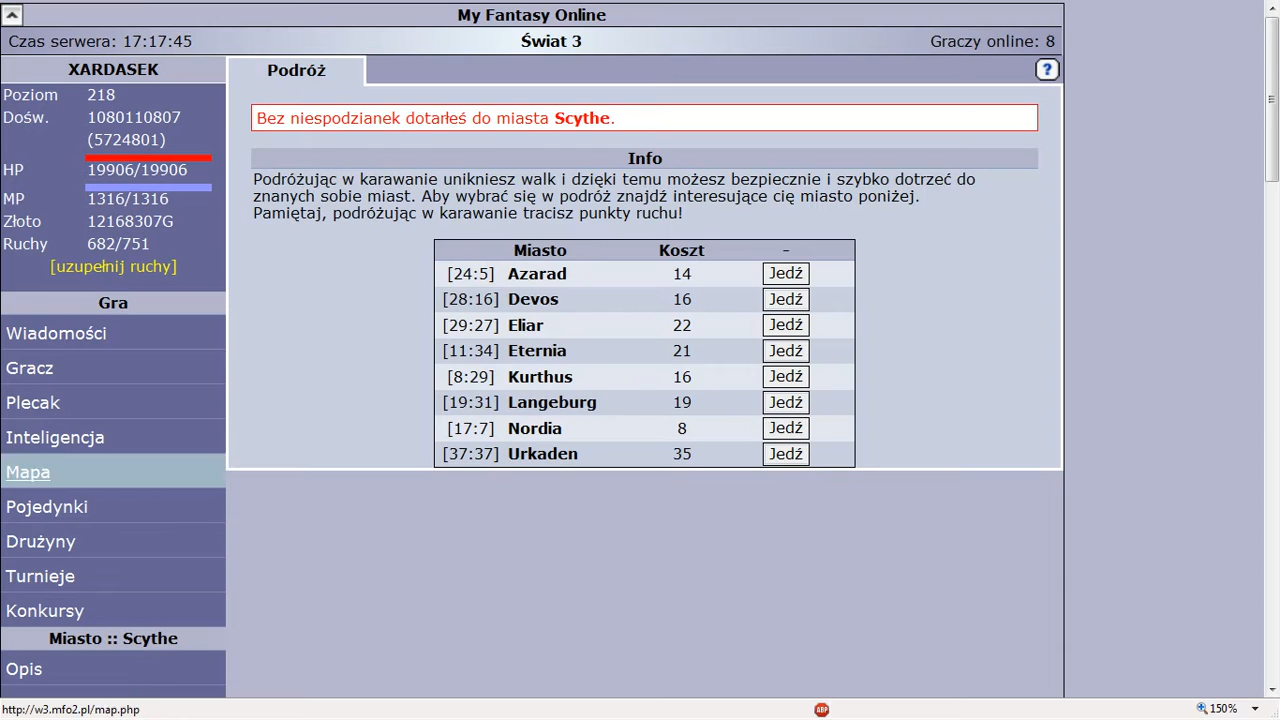 My Fantasy Online
Czas serwera: 17:17:45
Świat 3
Graczy online: 8
XARDASEK
Poziom 218
Dośw. 1080110807
(5724801)
HP 19906/19906
MP 1316/1316
Złoto 12168307G
Ruchy 682/751
[uzupełnij ruchy]
Gra
Wiadomości
Gracz
Plecak
Inteligencja
Mapa
Pojedynki
Drużyny
Turnieje
Konkursy
Miasto :: Scythe
Opis
Podróż
?
Bez niespodzianek dotarłeś do miasta Scythe.
Info
Podróżując w karawanie unikniesz walk i dzięki temu możesz bezpiecznie i szybko dotrzeć do
znanych sobie miast. Aby wybrać się w podróż znajdź interesujące cię miasto poniżej.
Pamiętaj, podróżując w karawanie tracisz punkty ruchu!
Miasto Koszt -
[24:5] Azarad 14 Jedź
[28:16] Devos 16 Jedź
[29:27] Eliar 22 Jedź
[11:34] Eternia 21 Jedź
[8:29] Kurthus 16 Jedź
[19:31] Langeburg 19 Jedź
[17:7] Nordia 8 Jedź
[37:37] Urkaden 35 Jedź
http://w3.mfo2.pl/map.php
ABP
150%